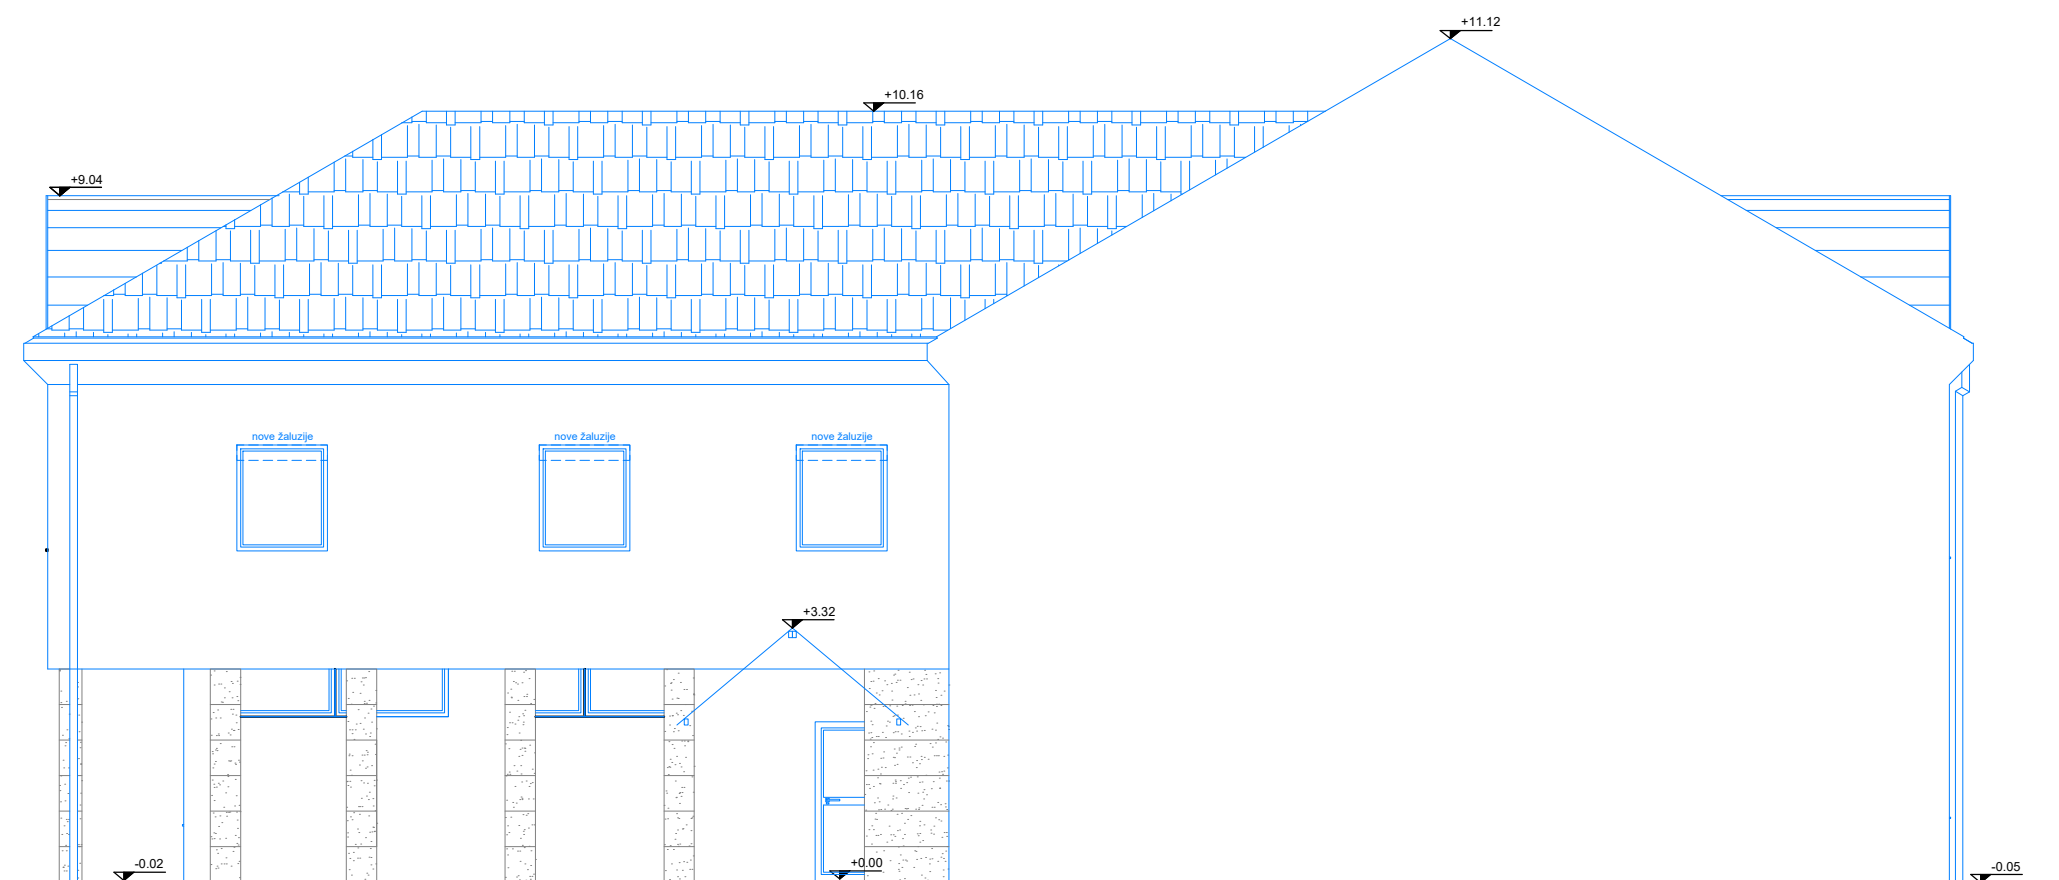 +11.12
+10.16
+9.04
nove žaluzije
nove žaluzije
nove žaluzije
+3.32
-0.02
+0.00
-0.05